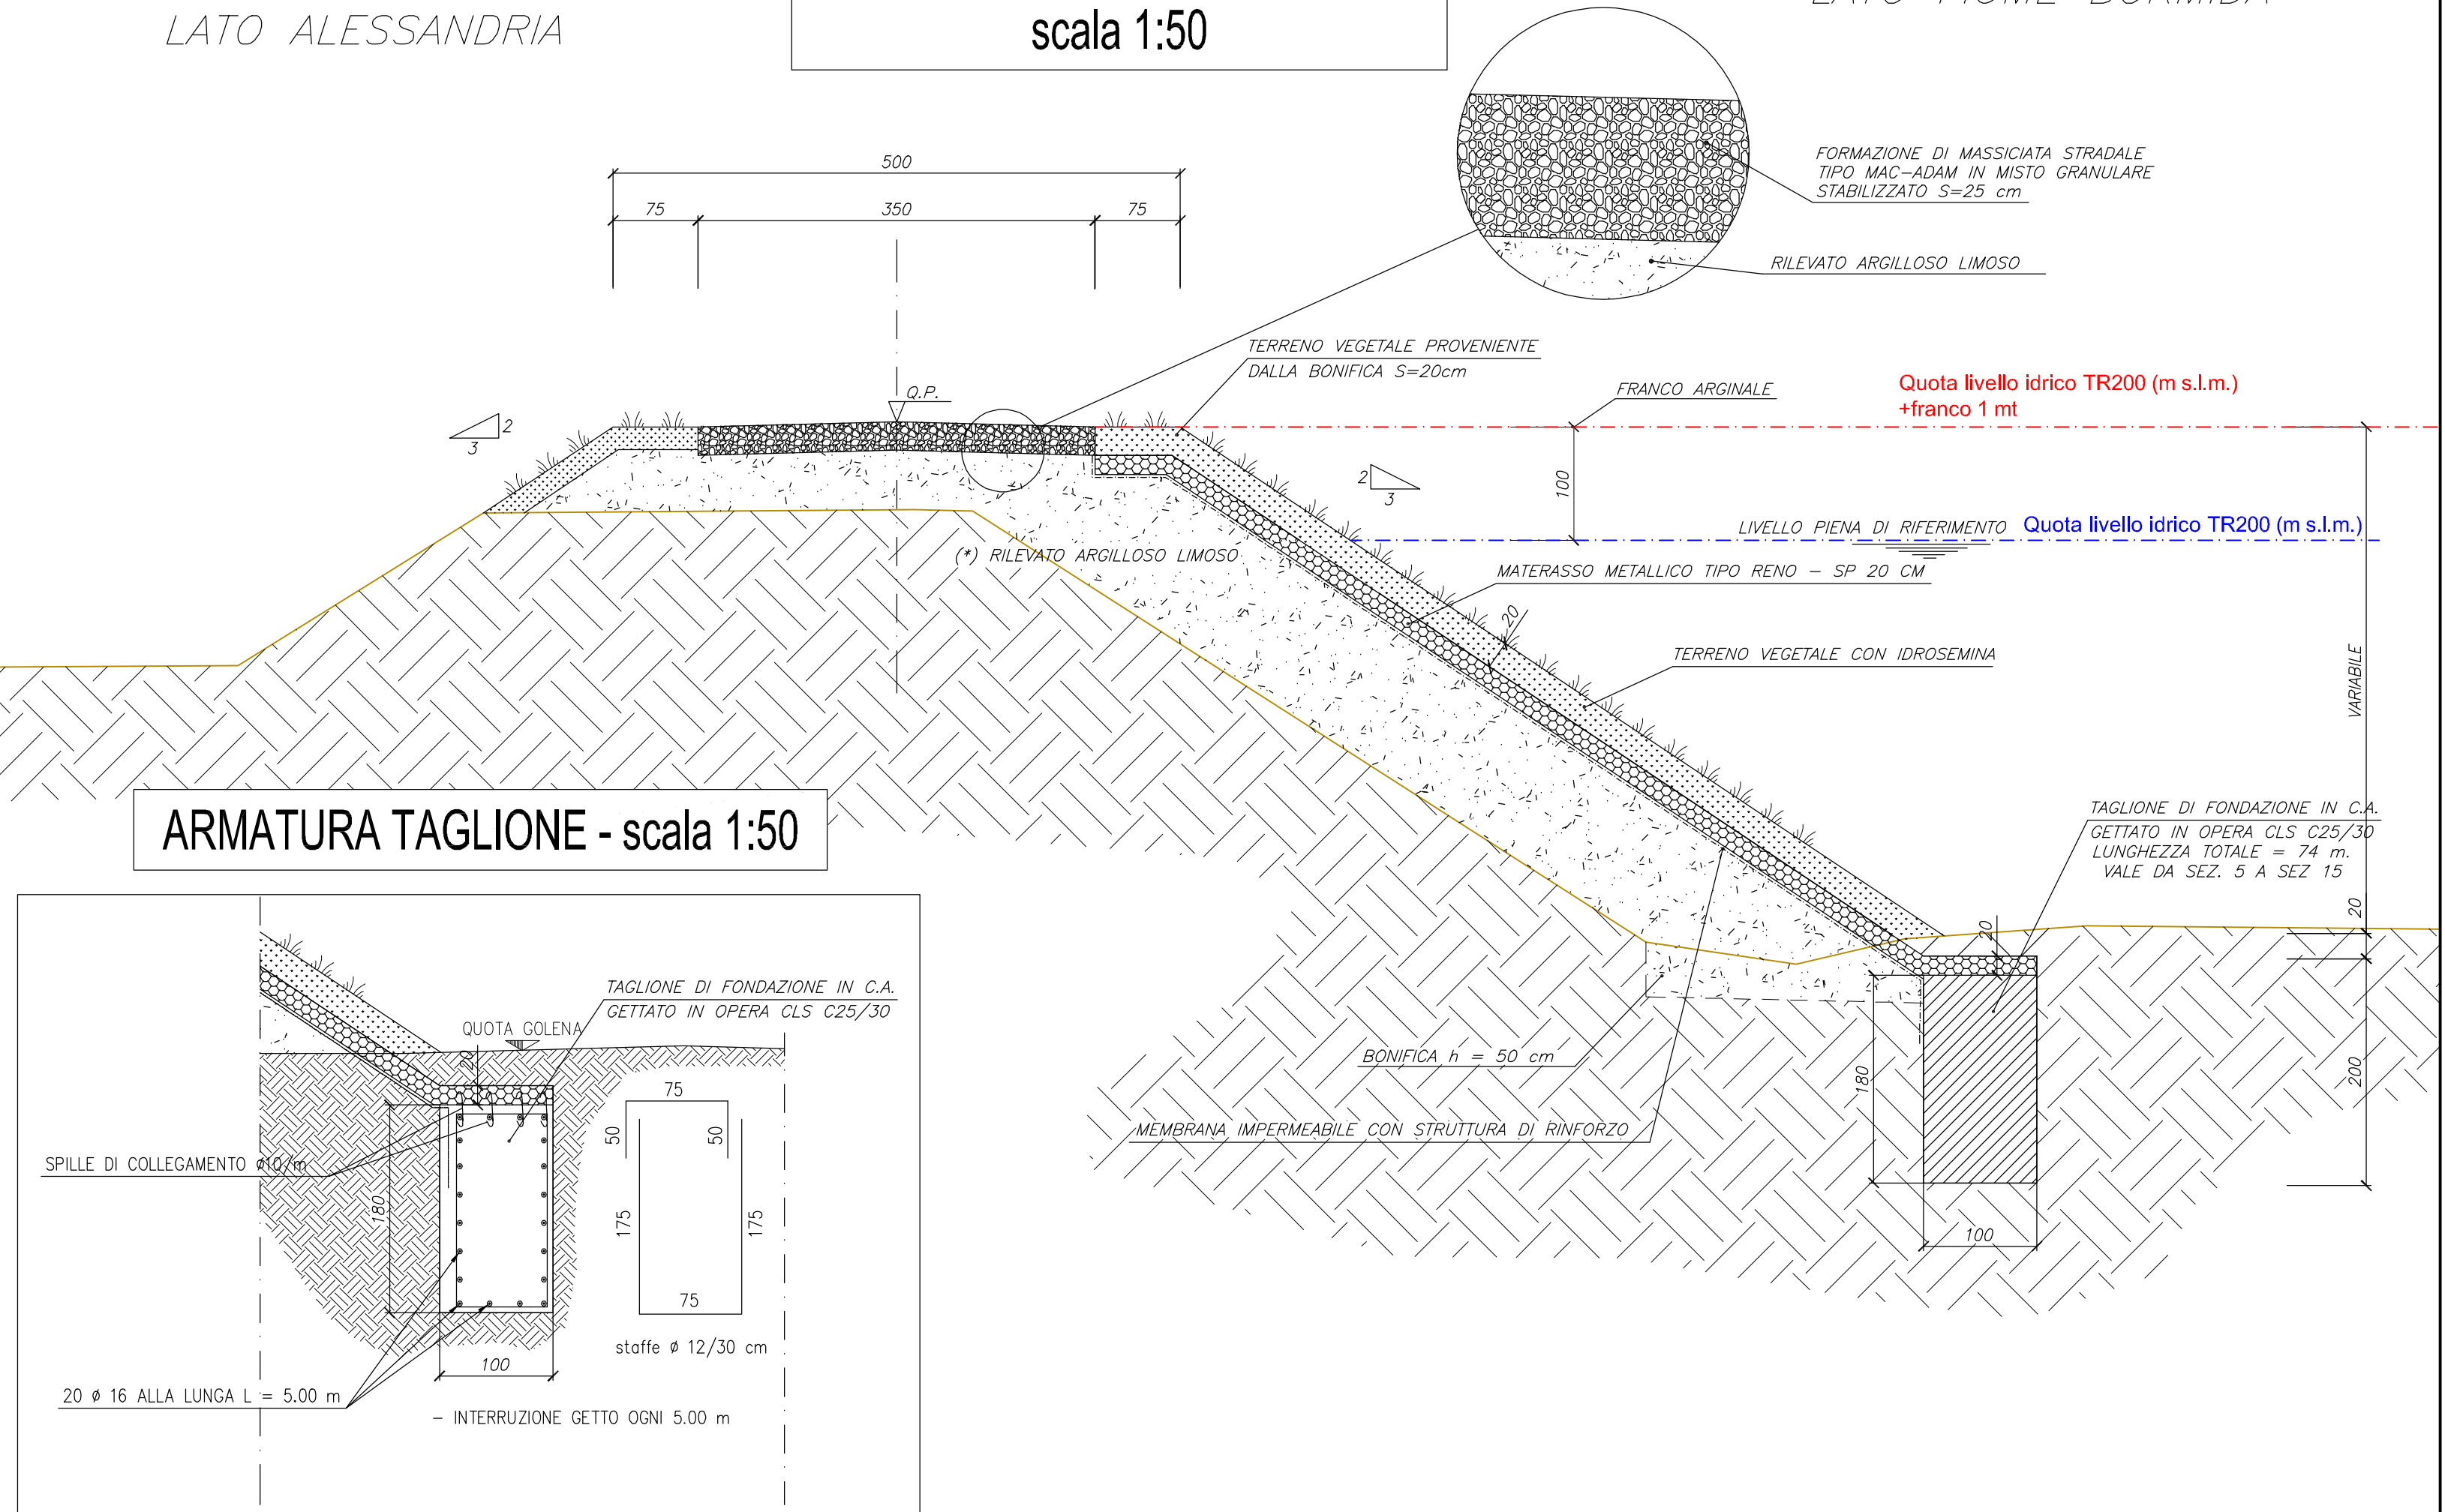 LATO ALESSANDRIA
scala 1:50
LATO FIUME BORMIDA
FORMAZIONE DI MASSICIATA STRADALE
TIPO MAC-ADAM IN MISTO GRANULARE
STABILIZZATO S=25 cm
RILEVATO ARGILLOSO LIMOSO
500
75
350
75
TERRENO VEGETALE PROVENIENTE
DALLA BONIFICA S=20cm
FRANCO ARGINALE
Quota livello idrico TR200 (m s.l.m.)
+franco 1 mt
Q.P.
2
3
2
3
100
LIVELLO PIENA DI RIFERIMENTO
Quota livello idrico TR200 (m s.l.m.)
(*) RILEVATO ARGILLOSO LIMOSO
MATERASSO METALLICO TIPO RENO - SP 20 CM
20
TERRENO VEGETALE CON IDROSEMINA
VARIABILE
ARMATURA TAGLIONE - scala 1:50
TAGLIONE DI FONDAZIONE IN C.A.
GETTATO IN OPERA CLS C25/30
LUNGHEZZA TOTALE = 74 m.
VALE DA SEZ. 5 A SEZ 15
20
20
180
200
100
BONIFICA h = 50 cm
MEMBRANA IMPERMEABILE CON STRUTTURA DI RINFORZO
TAGLIONE DI FONDAZIONE IN C.A.
GETTATO IN OPERA CLS C25/30
QUOTA GOLENA
20
75
50
50
SPILLE DI COLLEGAMENTO ø10/m
180
175
175
75
staffe ø 12/30 cm
100
20 ø 16 ALLA LUNGA L = 5.00 m
- INTERRUZIONE GETTO OGNI 5.00 m